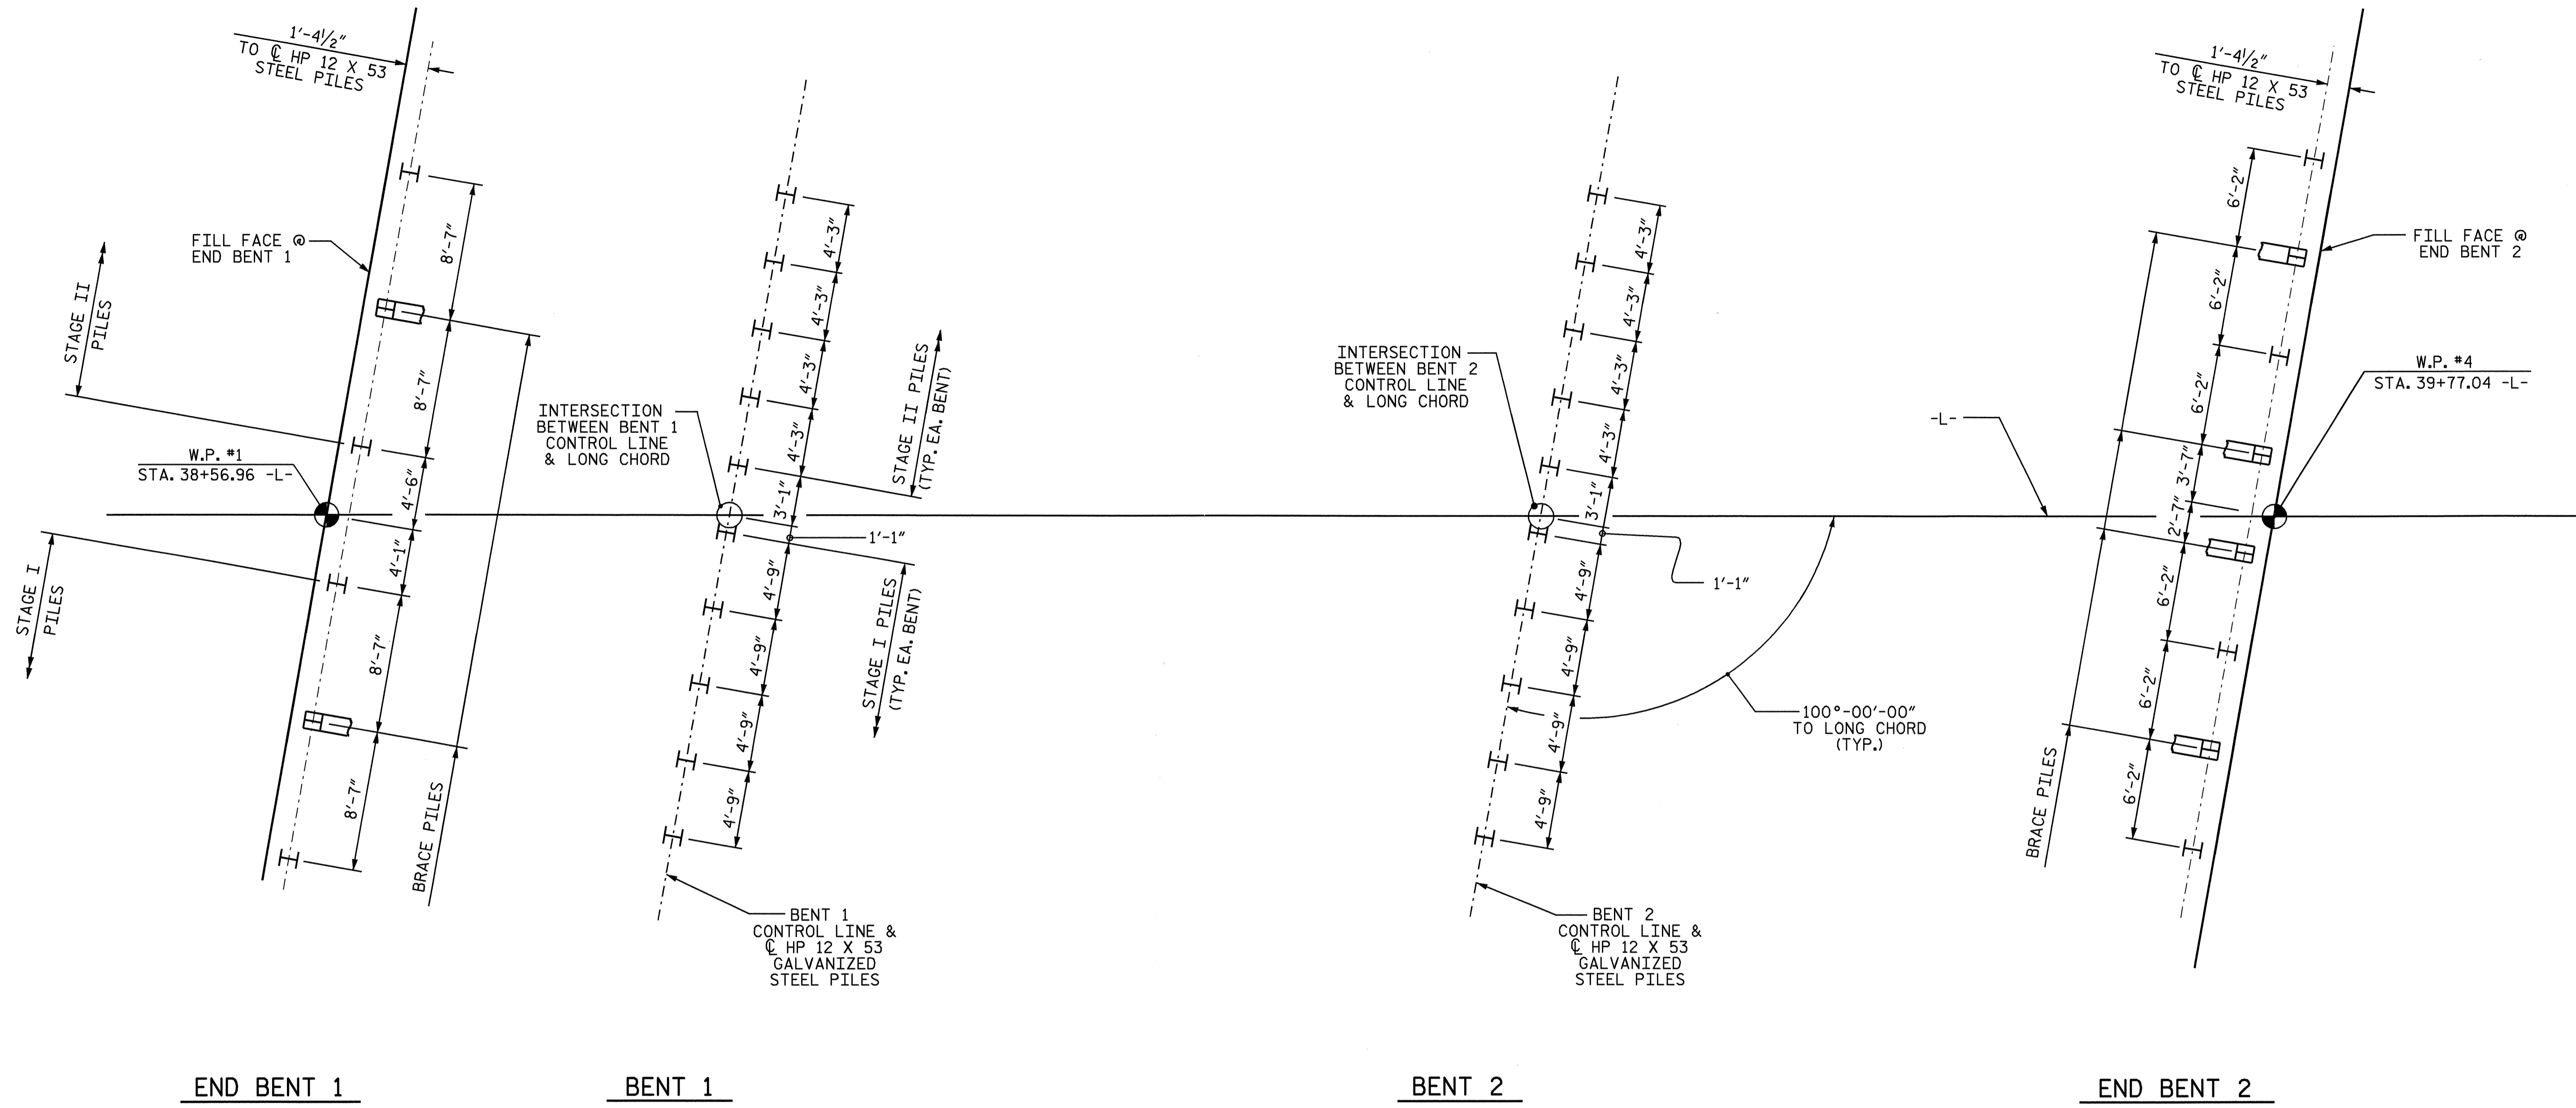 1'-4½"
TO ℄ HP 12 X 53
STEEL PILES
FILL FACE @
END BENT 1
STAGE II
PILES
W.P. #1
STA. 38+56.96 -L-
STAGE I
PILES
8'-7"
8'-7"
4'-6"
4'-1"
8'-7"
8'-7"
BRACE PILES
INTERSECTION
BETWEEN BENT 1
CONTROL LINE
& LONG CHORD
4'-3"
4'-3"
4'-3"
4'-3"
3'-1"
1'-1"
4'-9"
4'-9"
4'-9"
4'-9"
STAGE II PILES
(TYP. EA. BENT)
STAGE I PILES
(TYP. EA. BENT)
BENT 1
CONTROL LINE &
℄ HP 12 X 53
GALVANIZED
STEEL PILES
INTERSECTION
BETWEEN BENT 2
CONTROL LINE
& LONG CHORD
4'-3"
4'-3"
4'-3"
4'-3"
3'-1"
1'-1"
4'-9"
4'-9"
4'-9"
4'-9"
100°-00'-00"
TO LONG CHORD
(TYP.)
BENT 2
CONTROL LINE &
℄ HP 12 X 53
GALVANIZED
STEEL PILES
-L-
1'-4½"
TO ℄ HP 12 X 53
STEEL PILES
FILL FACE @
END BENT 2
W.P. #4
STA. 39+77.04 -L-
6'-2"
6'-2"
6'-2"
3'-7"
2'-7"
6'-2"
6'-2"
6'-2"
BRACE PILES
END BENT 1
BENT 1
BENT 2
END BENT 2